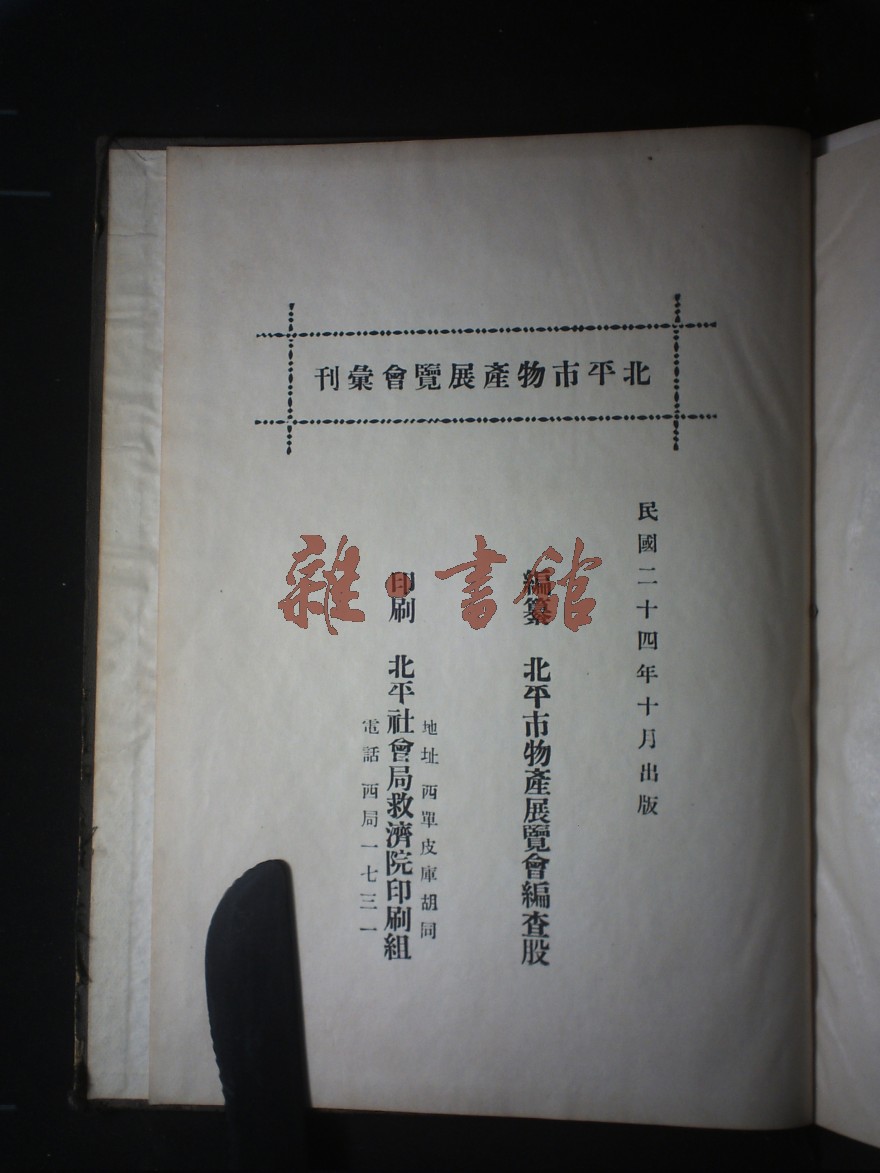 北平市物產展覽會彙刊
民國二十四年十月出版
編纂 北平市物產展覽會編查股
地址 西單皮庫胡同
印刷 北平社會局救濟院印刷組
電話 西局一七三一
雜·書館